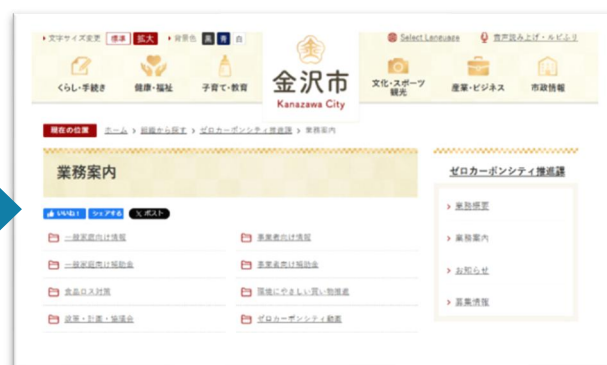 文字サイズ変更 標準 拡大 背景色 黒 青 白
Select Language 音声読み上げ・ルビふり
くらし・手続き 健康・福祉 子育て・教育 金沢市 Kanazawa City 文化・スポーツ 観光 産業・ビジネス 市政情報
現在の位置 ホーム › 組織から探す › ゼロカーボンシティ推進課 › 業務案内
業務案内
いいね! シェアする ポスト
一般家庭向け情報 事業者向け情報
一般家庭向け補助金 事業者向け補助金
食品ロス対策 環境にやさしい買い物推進
政策・計画・協議会 ゼロカーボンシティ動画
ゼロカーボンシティ推進課
› 業務概要
› 業務案内
› お知らせ
› 募集情報